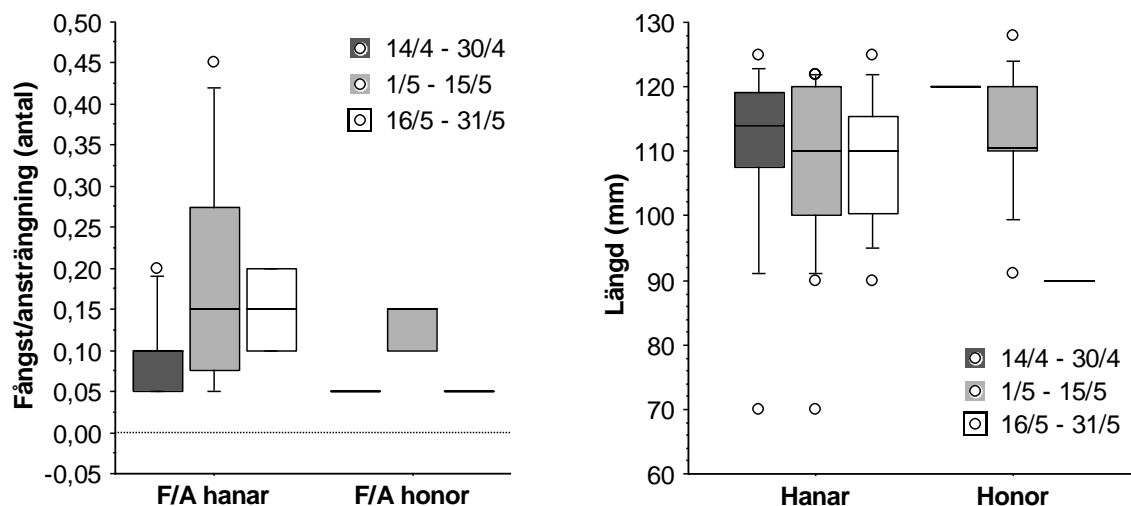 Fångst/ansträngning (antal)
0,50
0,45
0,40
0,35
0,30
0,25
0,20
0,15
0,10
0,05
0,00
-0,05
14/4 - 30/4
1/5 - 15/5
16/5 - 31/5
F/A hanar
F/A honor
Längd (mm)
130
120
110
100
90
80
70
60
14/4 - 30/4
1/5 - 15/5
16/5 - 31/5
Hanar
Honor